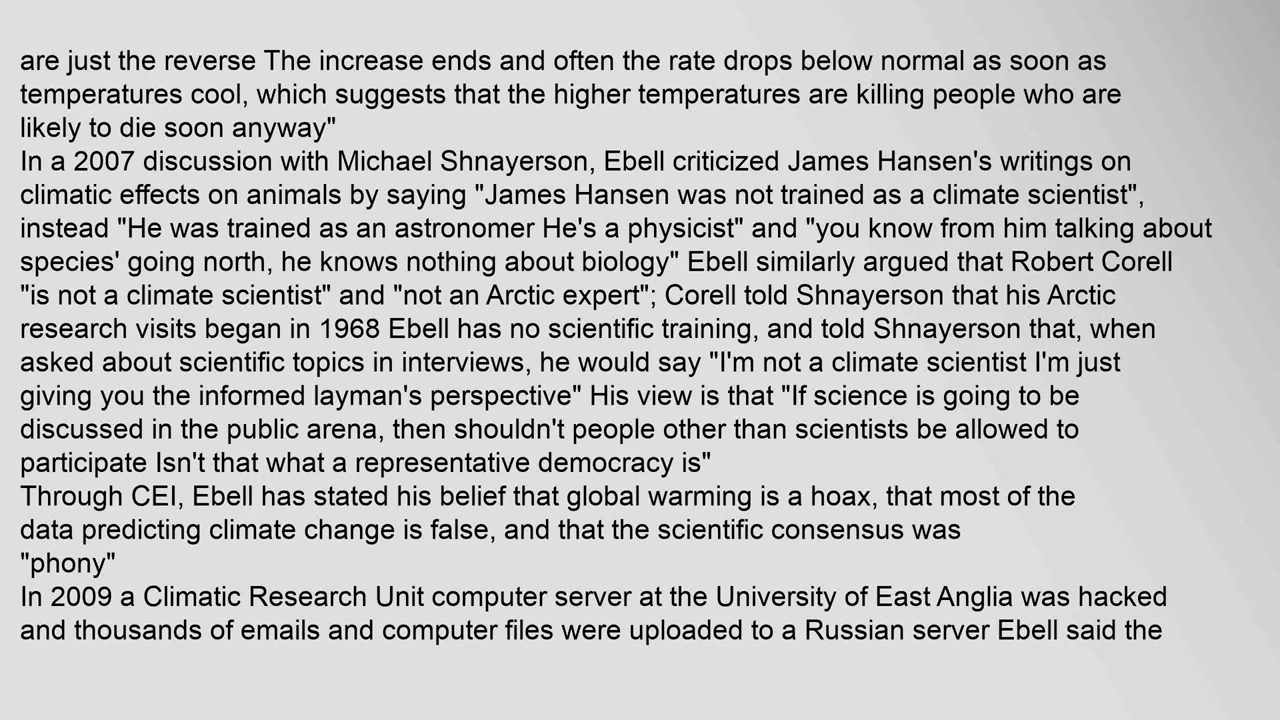 are just the reverse The increase ends and often the rate drops below normal as soon as
temperatures cool, which suggests that the higher temperatures are killing people who are
likely to die soon anyway"
In a 2007 discussion with Michael Shnayerson, Ebell criticized James Hansen's writings on
climatic effects on animals by saying "James Hansen was not trained as a climate scientist",
instead "He was trained as an astronomer He's a physicist" and "you know from him talking about
species' going north, he knows nothing about biology" Ebell similarly argued that Robert Corell
"is not a climate scientist" and "not an Arctic expert"; Corell told Shnayerson that his Arctic
research visits began in 1968 Ebell has no scientific training, and told Shnayerson that, when
asked about scientific topics in interviews, he would say "I'm not a climate scientist I'm just
giving you the informed layman's perspective" His view is that "If science is going to be
discussed in the public arena, then shouldn't people other than scientists be allowed to
participate Isn't that what a representative democracy is"
Through CEI, Ebell has stated his belief that global warming is a hoax, that most of the
data predicting climate change is false, and that the scientific consensus was
"phony"
In 2009 a Climatic Research Unit computer server at the University of East Anglia was hacked
and thousands of emails and computer files were uploaded to a Russian server Ebell said the